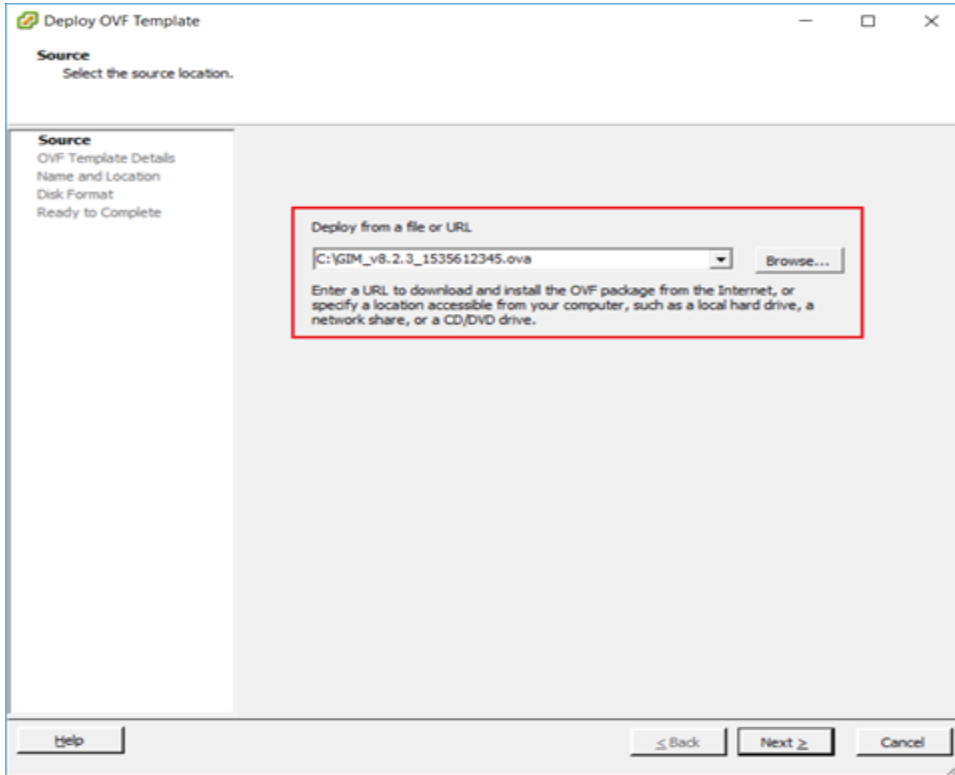 Deploy OVF Template
Source
Select the source location.
Source
OVF Template Details
Name and Location
Disk Format
Ready to Complete
Deploy from a file or URL
C:\GIM_v8.2.3_1535612345.ova
Browse...
Enter a URL to download and install the OVF package from the Internet, or
specify a location accessible from your computer, such as a local hard drive, a
network share, or a CD/DVD drive.
Help
< Back
Next >
Cancel